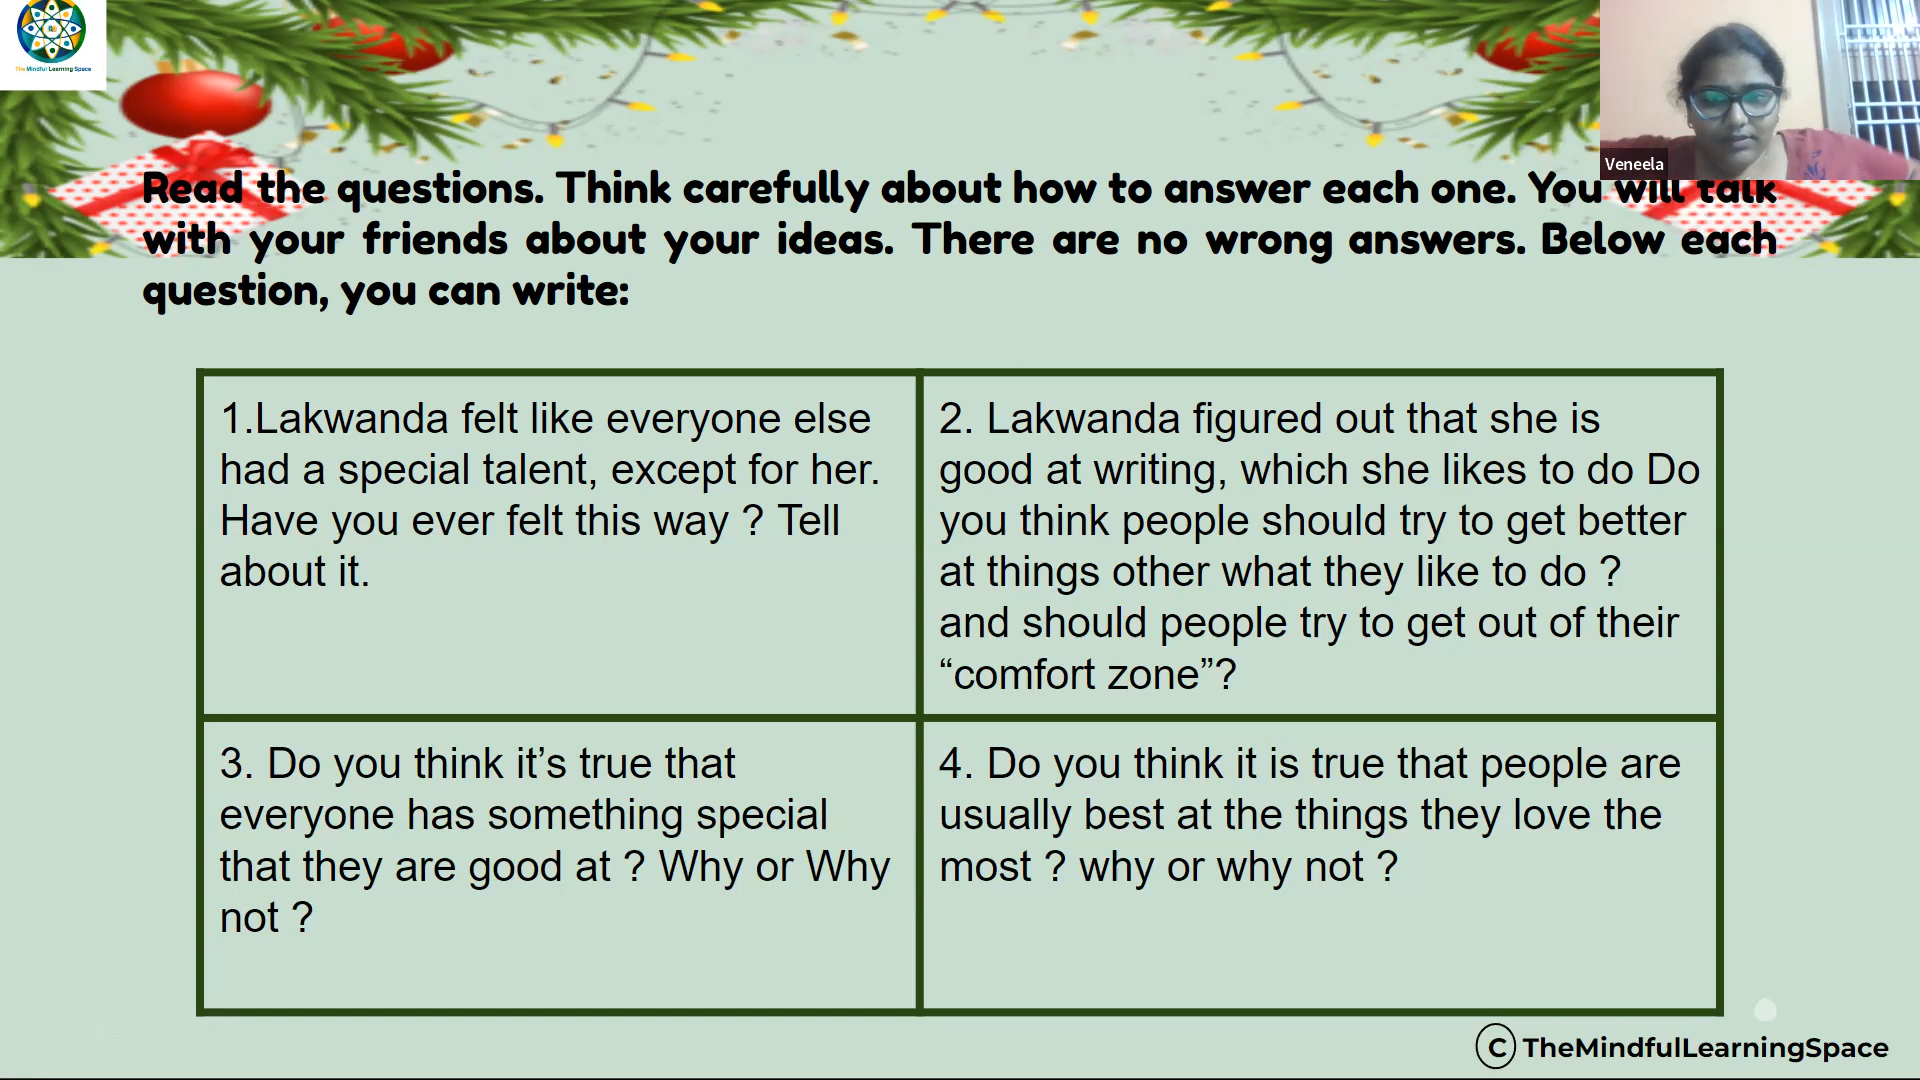 The Mindful Learning Space
Veneela
Read the questions. Think carefully about how to answer each one. You will talk
with your friends about your ideas. There are no wrong answers. Below each
question, you can write:
1.Lakwanda felt like everyone else
had a special talent, except for her.
Have you ever felt this way ? Tell
about it.
2. Lakwanda figured out that she is
good at writing, which she likes to do Do
you think people should try to get better
at things other what they like to do ?
and should people try to get out of their
“comfort zone”?
3. Do you think it’s true that
everyone has something special
that they are good at ? Why or Why
not ?
4. Do you think it is true that people are
usually best at the things they love the
most ? why or why not ?
C TheMindfulLearningSpace